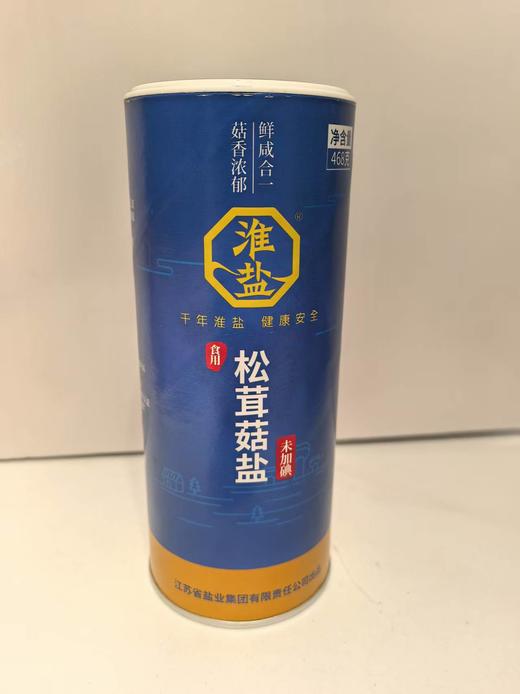 鲜咸合一
菇香浓郁
净含量
468克
淮盐
®
千年淮盐 健康安全
食用
松茸菇盐
未加碘
江苏省盐业集团有限责任公司出品